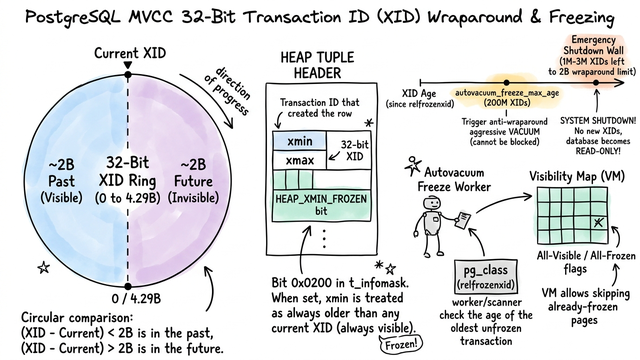 PostgreSQL MVCC 32-Bit Transaction ID (XID) Wraparound & Freezing
Current XID
direction
of progress
~2B
Past
(Visible)
32-Bit
XID Ring
(0 to 4.29B)
~2B
Future
(Invisible)
0 / 4.29B
Circular comparison:
(XID - Current) < 2B is in the past,
(XID - Current) > 2B is in the future.
HEAP TUPLE
HEADER
Transaction ID that
created the row
xmin
xmax
32-bit
XID
HEAP_XMIN_FROZEN
bit
Bit 0x0200 in t_infomask.
When set, xmin is treated
as always older than any
current XID (always visible).
Frozen!
Emergency
Shutdown Wall
(1M-3M XIDs left
to 2B wraparound limit)
XID Age
(since relfrozenxid)
autovacuum_freeze_max_age
(200M XIDs)
Trigger anti-wraparound
aggressive VACUUM
(cannot be blocked)
SYSTEM SHUTDOWN!
No new XIDs,
database becomes
READ-ONLY!
Autovacuum
Freeze Worker
pg_class
(relfrozenxid)
worker/scanner
check the age of the
oldest unfrozen
transaction
Visibility Map (VM)
All-Visible / All-Frozen
flags
VM allows skipping
already-frozen
pages